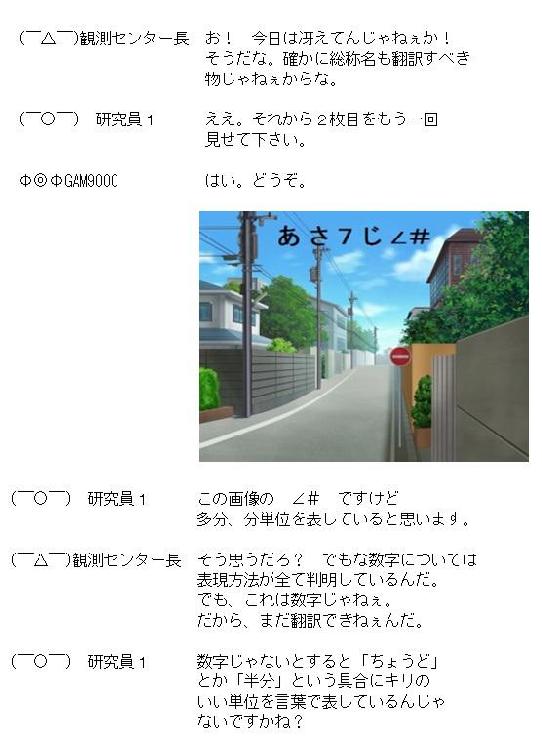 (￣△￣)観測センター長　お！　今日は冴えてんじゃねぇか！
そうだな。確かに総称名も翻訳すべき
物じゃねぇからな。
(￣○￣)　研究員１　ええ。それから２枚目をもう一回
見せて下さい。
Φ◎ΦGAM9000　はい。どうぞ。
あさ７じ∠＃
(￣○￣)　研究員１　この画像の　∠＃　ですけど
多分、分単位を表していると思います。
(￣△￣)観測センター長　そう思うだろ？　でもな数字については
表現方法が全て判明しているんだ。
でも、これは数字じゃねぇ。
だから、まだ翻訳できねぇんだ。
(￣○￣)　研究員１　数字じゃないとすると「ちょうど」
とか「半分」という具合にキリの
いい単位を言葉で表しているんじゃ
ないですかね？